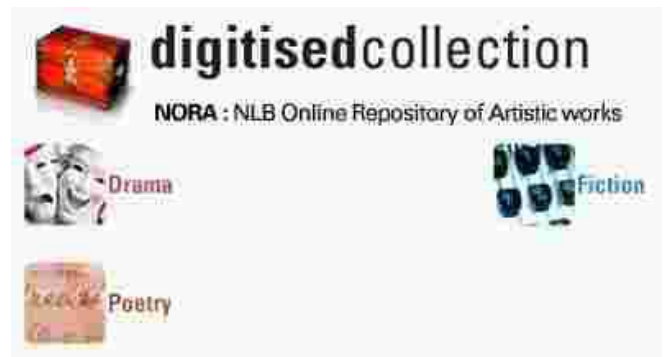 digitisedcollection
NORA : NLB Online Repository of Artistic works
Drama
Fiction
Poetry